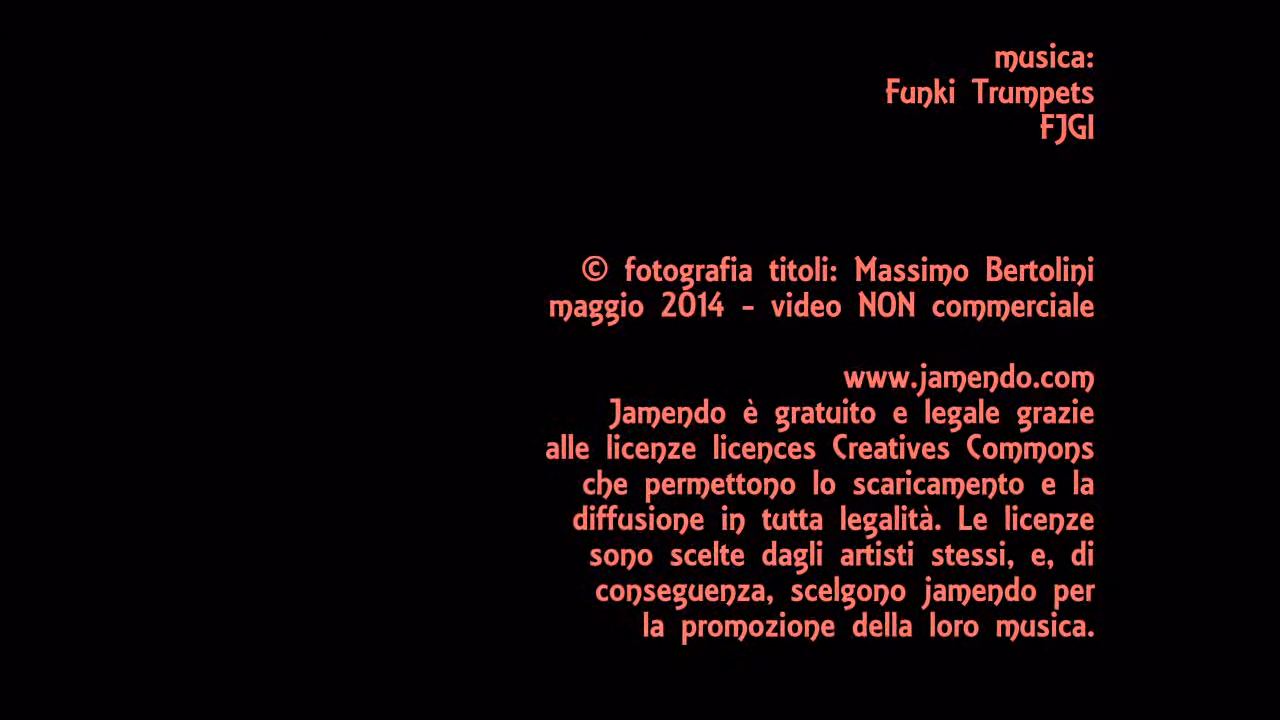 musica:
Funki Trumpets
FJGI
© fotografia titoli: Massimo Bertolini
maggio 2014 - video NON commerciale
www.jamendo.com
Jamendo è gratuito e legale grazie
alle licenze licences Creatives Commons
che permettono lo scaricamento e la
diffusione in tutta legalità. Le licenze
sono scelte dagli artisti stessi, e, di
conseguenza, scelgono jamendo per
la promozione della loro musica.